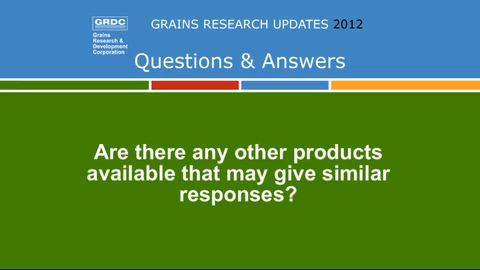 GRDC
Grains
Research &
Development
Corporation
GRAINS RESEARCH UPDATES 2012
Questions & Answers
Are there any other products
available that may give similar
responses?